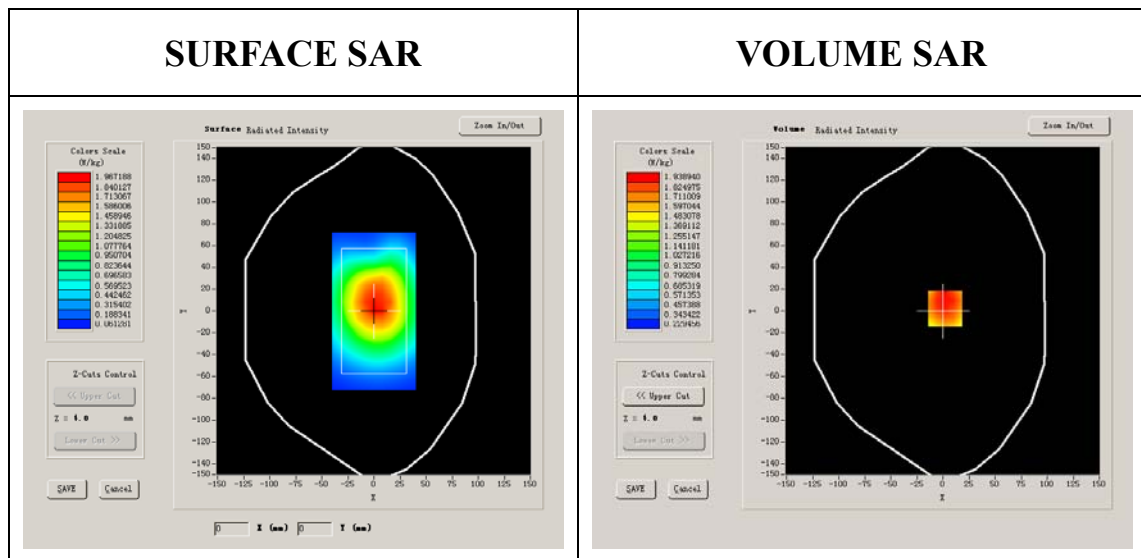 SURFACE SAR
VOLUME SAR
Surface Radiated Intensity
Zoom In/Out
Colors Scale
(W/kg)
1.967188
1.840127
1.713067
1.586006
1.458946
1.331885
1.204825
1.077764
0.950704
0.823644
0.696583
0.569523
0.442462
0.315402
0.188341
0.061281
150
140
120
100
80
60
40
20
0
-20
-40
-60
-80
-100
-120
-140
-150
Y
-150 -125 -100 -75 -50 -25 0 25 50 75 100 125 150
X
Z-Cuts Control
<< Upper Cut
Z = 4.0 mm
Lower Cut >>
SAVE Cancel
0 X (mm) 0 Y (mm)
Volume Radiated Intensity
Zoom In/Out
Colors Scale
(W/kg)
1.938940
1.824975
1.711009
1.597044
1.483078
1.369112
1.255147
1.141181
1.027216
0.913250
0.799284
0.685319
0.571353
0.457388
0.343422
0.229456
150
140
120
100
80
60
40
20
0
-20
-40
-60
-80
-100
-120
-140
-150
Y
-150 -125 -100 -75 -50 -25 0 25 50 75 100 125 150
X
Z-Cuts Control
<< Upper Cut
Z = 4.0 mm
Lower Cut >>
SAVE Cancel